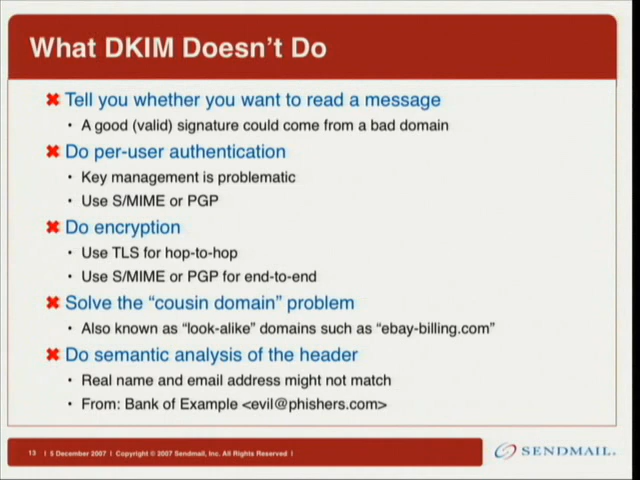 What DKIM Doesn't Do
✖ Tell you whether you want to read a message
• A good (valid) signature could come from a bad domain
✖ Do per-user authentication
• Key management is problematic
• Use S/MIME or PGP
✖ Do encryption
• Use TLS for hop-to-hop
• Use S/MIME or PGP for end-to-end
✖ Solve the “cousin domain” problem
• Also known as “look-alike” domains such as “ebay-billing.com”
✖ Do semantic analysis of the header
• Real name and email address might not match
• From: Bank of Example <evil@phishers.com>
13 | 5 December 2007 | Copyright © 2007 Sendmail, Inc. All Rights Reserved |
SENDMAIL.